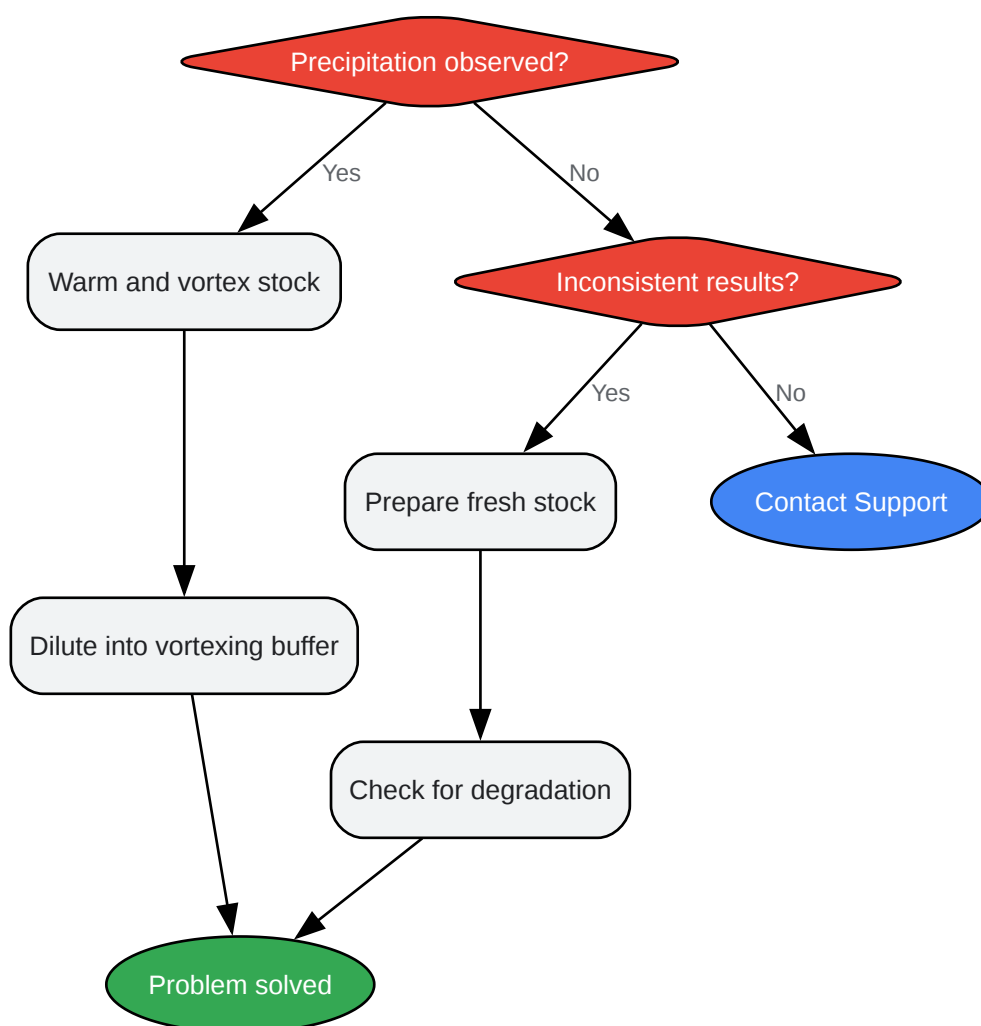 Precipitation observed?
Yes
No
Warm and vortex stock
Inconsistent results?
Yes
No
Prepare fresh stock
Contact Support
Dilute into vortexing buffer
Check for degradation
Problem solved